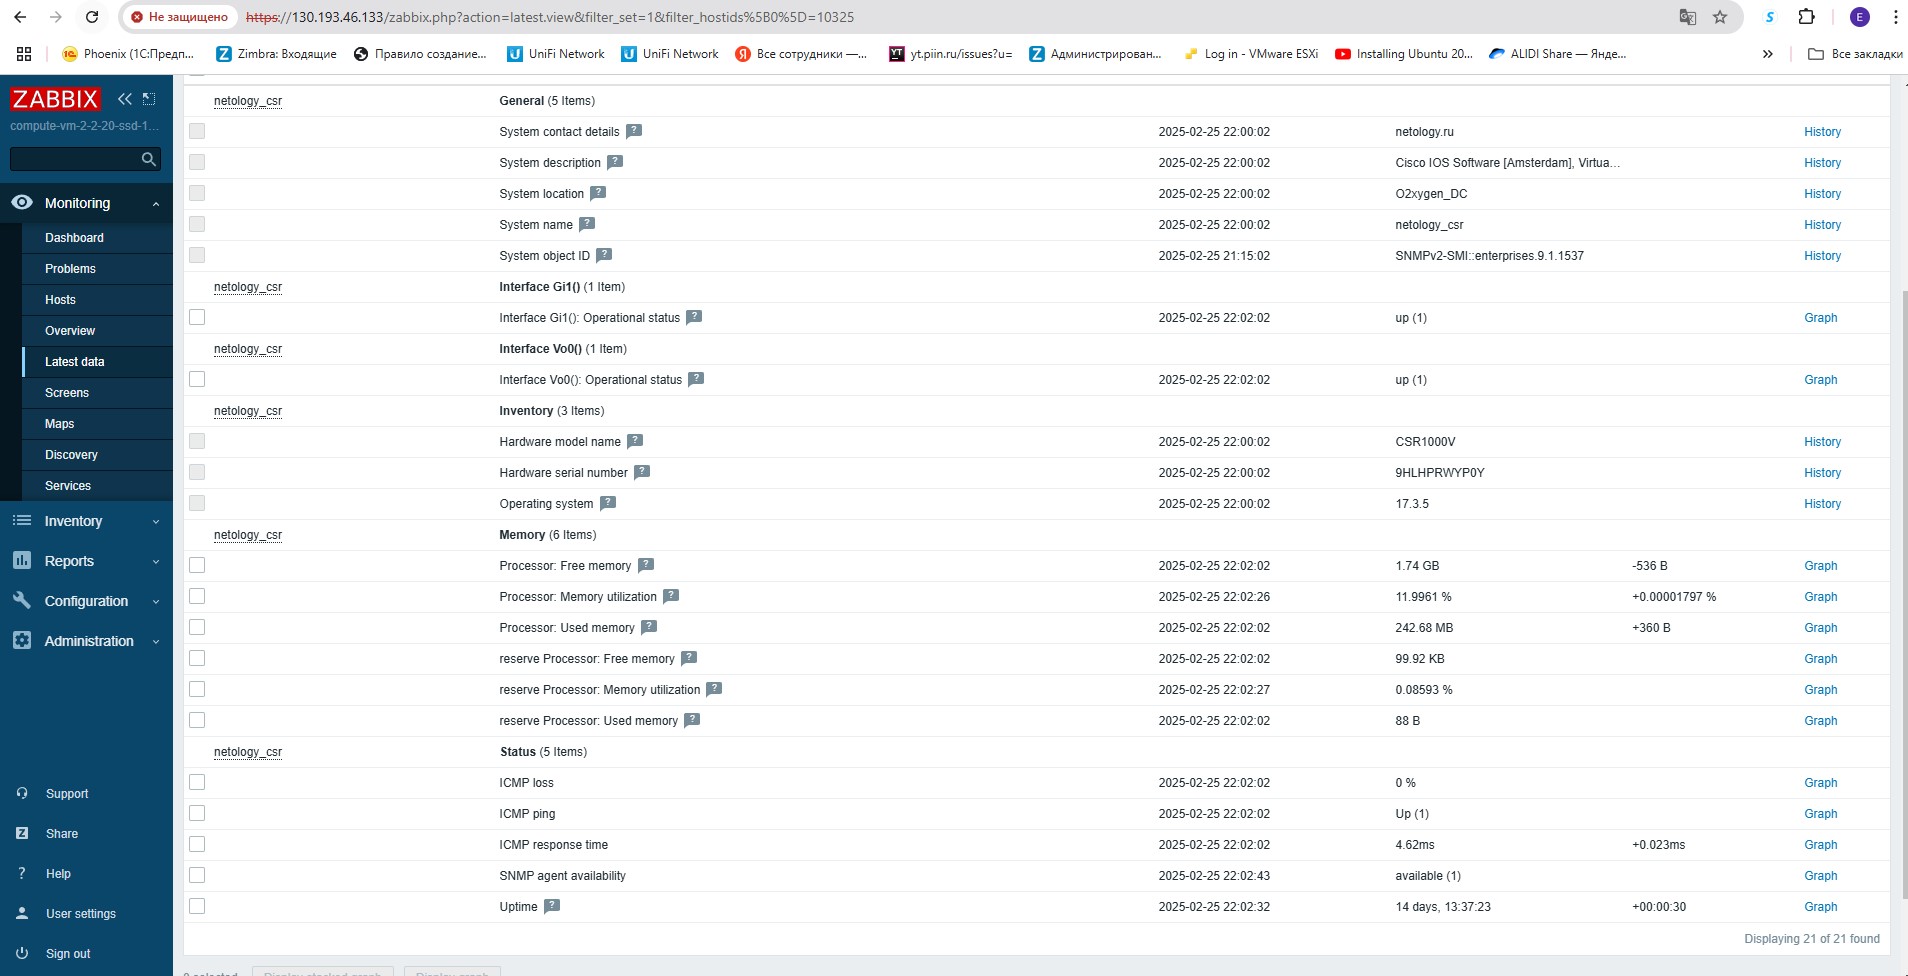 Не защищено https://130.193.46.133/zabbix.php?action=latest.view&filter_set=1&filter_hostids%5B0%5D=10325 S E
Phoenix (1С:Предп... Zimbra: Входящие Правило создание... UniFi Network UniFi Network Все сотрудники —... yt.piin.ru/issues?u= Администрирован... Log in - VMware ESXi Installing Ubuntu 20... ALIDI Share — Янде... » Все закладки
ZABBIX
compute-vm-2-2-20-ssd-1...
Monitoring
Dashboard
Problems
Hosts
Overview
Latest data
Screens
Maps
Discovery
Services
Inventory
Reports
Configuration
Administration
Support
Share
Help
User settings
Sign out
netology_csr General (5 Items)
System contact details ? 2025-02-25 22:00:02 netology.ru History
System description ? 2025-02-25 22:00:02 Cisco IOS Software [Amsterdam], Virtua... History
System location ? 2025-02-25 22:00:02 O2xygen_DC History
System name ? 2025-02-25 22:00:02 netology_csr History
System object ID ? 2025-02-25 21:15:02 SNMPv2-SMI::enterprises.9.1.1537 History
netology_csr Interface Gi1() (1 Item)
Interface Gi1(): Operational status ? 2025-02-25 22:02:02 up (1) Graph
netology_csr Interface Vo0() (1 Item)
Interface Vo0(): Operational status ? 2025-02-25 22:02:02 up (1) Graph
netology_csr Inventory (3 Items)
Hardware model name ? 2025-02-25 22:00:02 CSR1000V History
Hardware serial number ? 2025-02-25 22:00:02 9HLHPRWYP0Y History
Operating system ? 2025-02-25 22:00:02 17.3.5 History
netology_csr Memory (6 Items)
Processor: Free memory ? 2025-02-25 22:02:02 1.74 GB -536 B Graph
Processor: Memory utilization ? 2025-02-25 22:02:26 11.9961 % +0.00001797 % Graph
Processor: Used memory ? 2025-02-25 22:02:02 242.68 MB +360 B Graph
reserve Processor: Free memory ? 2025-02-25 22:02:02 99.92 KB Graph
reserve Processor: Memory utilization ? 2025-02-25 22:02:27 0.08593 % Graph
reserve Processor: Used memory ? 2025-02-25 22:02:02 88 B Graph
netology_csr Status (5 Items)
ICMP loss 2025-02-25 22:02:02 0 % Graph
ICMP ping 2025-02-25 22:02:02 Up (1) Graph
ICMP response time 2025-02-25 22:02:02 4.62ms +0.023ms Graph
SNMP agent availability 2025-02-25 22:02:43 available (1) Graph
Uptime ? 2025-02-25 22:02:32 14 days, 13:37:23 +00:00:30 Graph
Displaying 21 of 21 found
0 selected Display stacked graph Display graph